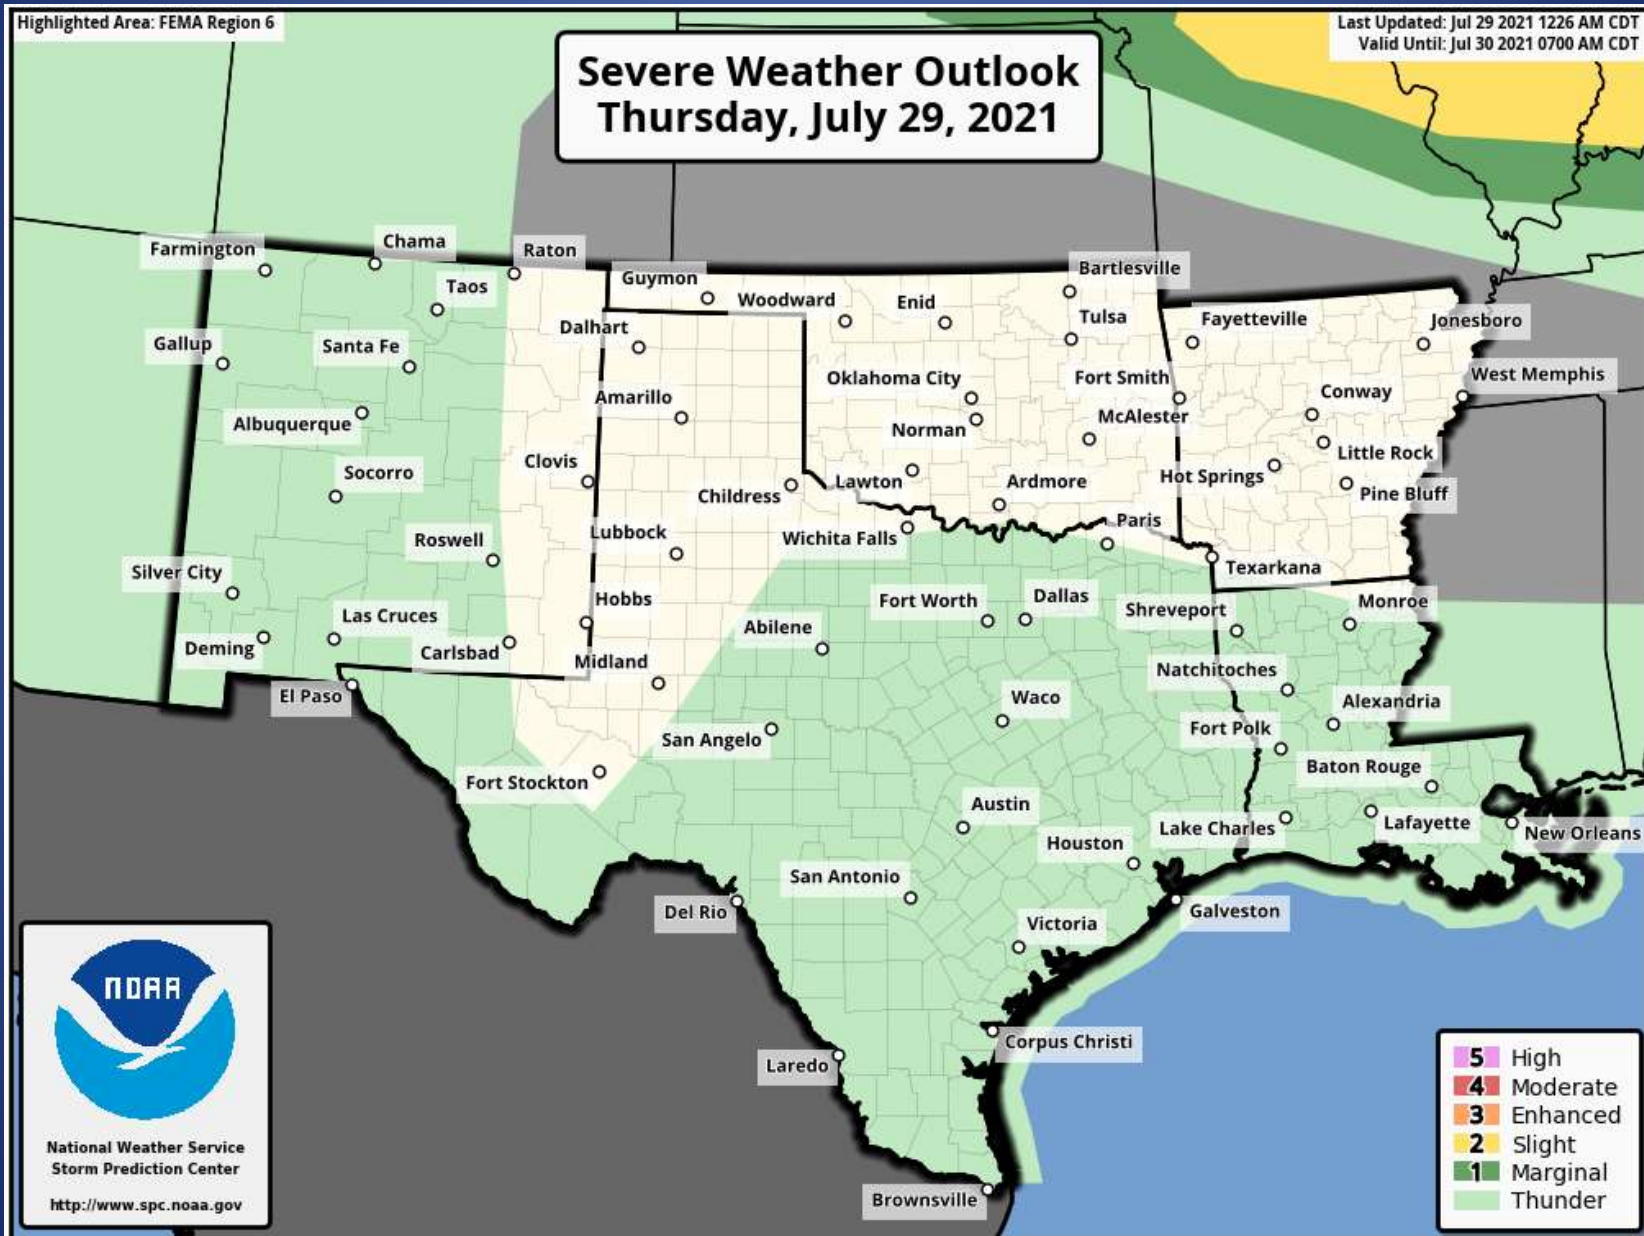 Highlighted Area: FEMA Region 6
Last Updated: Jul 29 2021 1226 AM CDT
Valid Until: Jul 30 2021 0700 AM CDT
Severe Weather Outlook
Thursday, July 29, 2021
Farmington
Chama
Raton
Taos
Guymon
Woodward
Enid
Bartlesville
Tulsa
Fayetteville
Jonesboro
Gallup
Santa Fe
Dalhart
Oklahoma City
Fort Smith
West Memphis
Conway
Albuquerque
Amarillo
Norman
McAlester
Little Rock
Socorro
Clovis
Childress
Lawton
Ardmore
Hot Springs
Pine Bluff
Roswell
Lubbock
Wichita Falls
Paris
Texarkana
Silver City
Las Cruces
Hobbs
Fort Worth
Dallas
Shreveport
Monroe
Deming
Carlsbad
Midland
Abilene
Natchitoches
El Paso
San Angelo
Waco
Alexandria
Fort Polk
Fort Stockton
Baton Rouge
Austin
Houston
Lake Charles
Lafayette
New Orleans
San Antonio
Del Rio
Victoria
Galveston
Corpus Christi
Laredo
Brownsville
NOAA
National Weather Service
Storm Prediction Center
http://www.spc.noaa.gov
5 High
4 Moderate
3 Enhanced
2 Slight
1 Marginal
Thunder